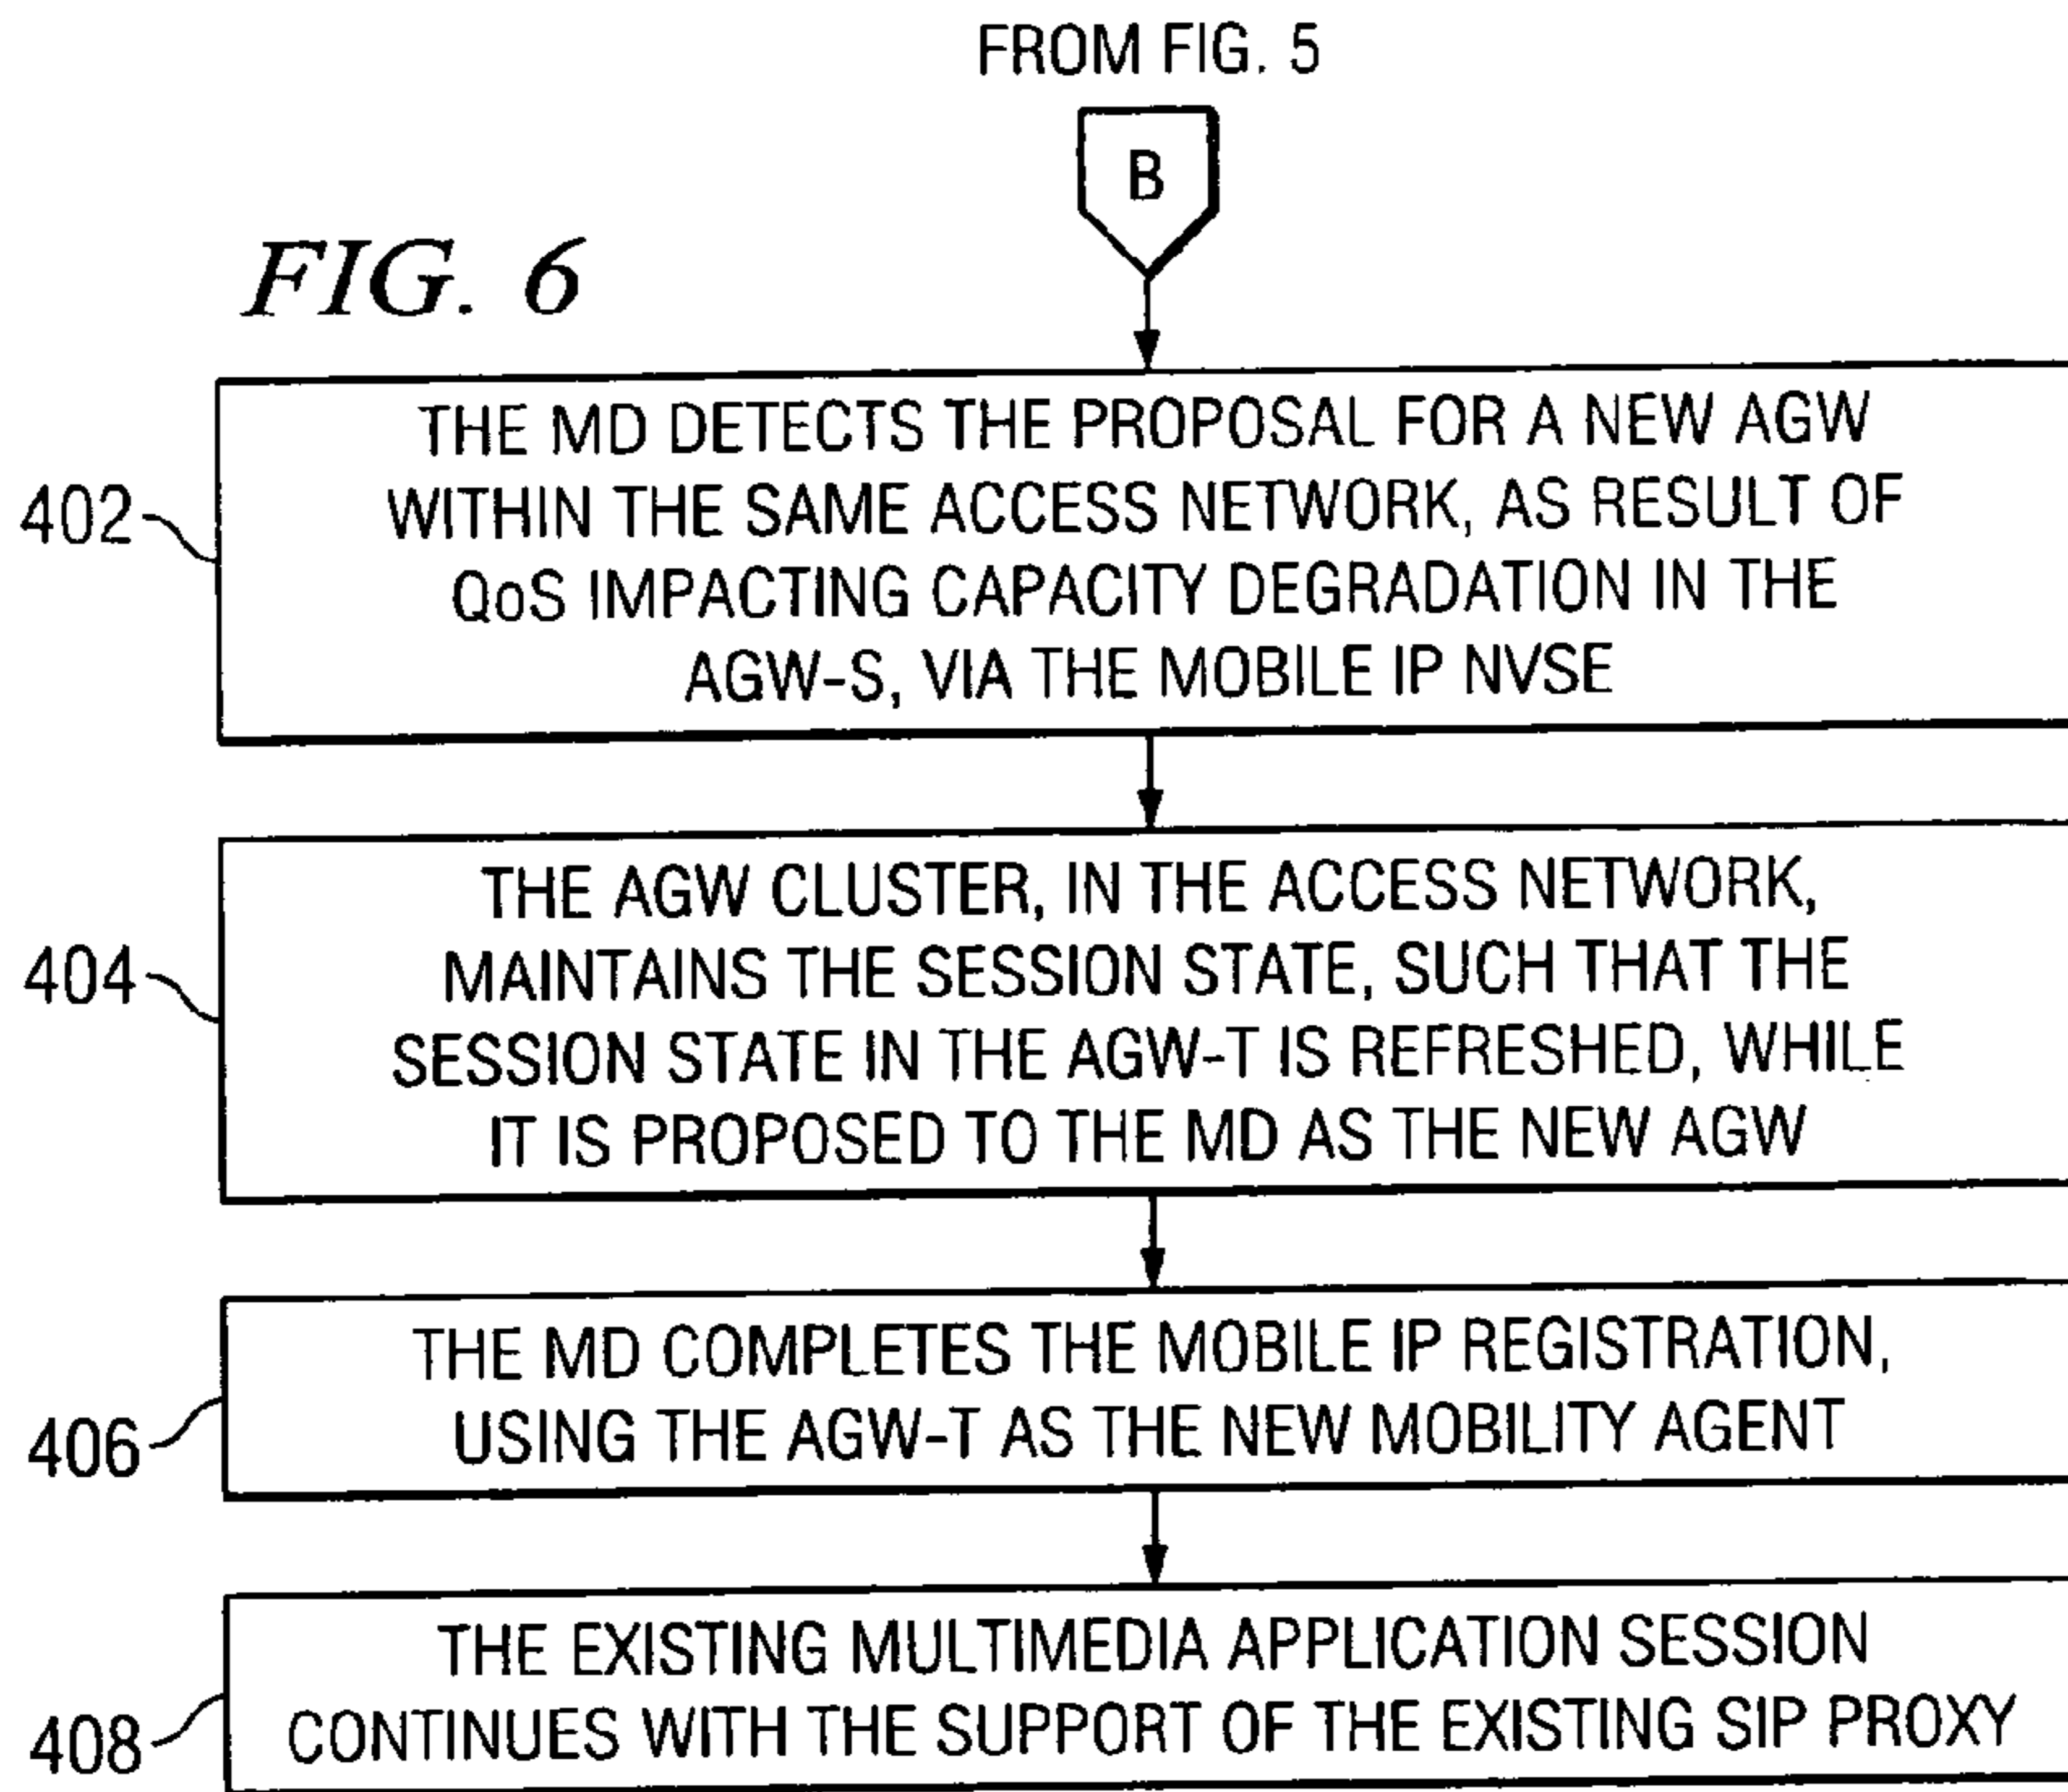 FROM FIG. 5
B
FIG. 6
402
THE MD DETECTS THE PROPOSAL FOR A NEW AGW
WITHIN THE SAME ACCESS NETWORK, AS RESULT OF
QoS IMPACTING CAPACITY DEGRADATION IN THE
AGW-S, VIA THE MOBILE IP NVSE
404
THE AGW CLUSTER, IN THE ACCESS NETWORK,
MAINTAINS THE SESSION STATE, SUCH THAT THE
SESSION STATE IN THE AGW-T IS REFRESHED, WHILE
IT IS PROPOSED TO THE MD AS THE NEW AGW
406
THE MD COMPLETES THE MOBILE IP REGISTRATION,
USING THE AGW-T AS THE NEW MOBILITY AGENT
408
THE EXISTING MULTIMEDIA APPLICATION SESSION
CONTINUES WITH THE SUPPORT OF THE EXISTING SIP PROXY